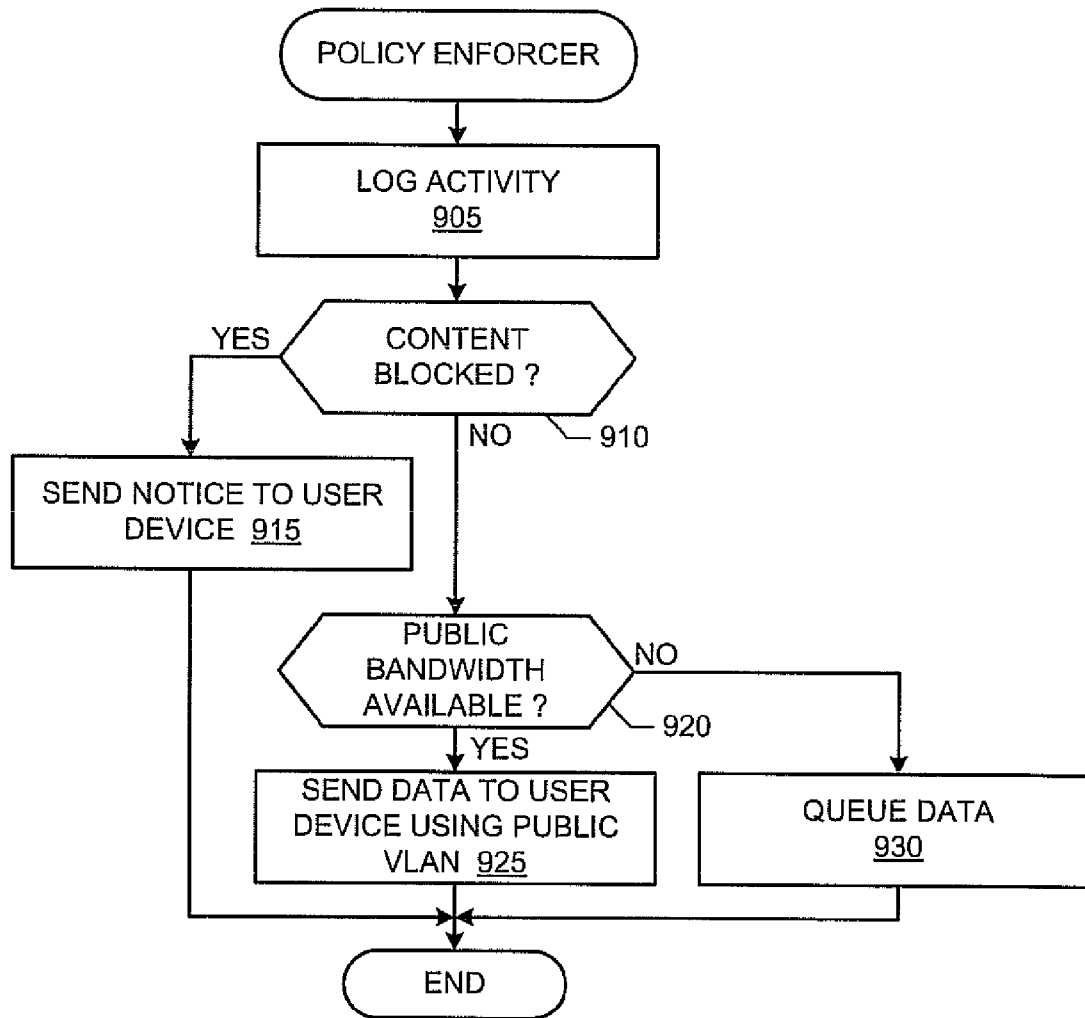 POLICY ENFORCER
LOG ACTIVITY
905
YES
CONTENT
BLOCKED ?
910
NO
SEND NOTICE TO USER
DEVICE 915
PUBLIC
BANDWIDTH
AVAILABLE ?
NO
920
YES
SEND DATA TO USER
DEVICE USING PUBLIC
VLAN 925
QUEUE DATA
930
END